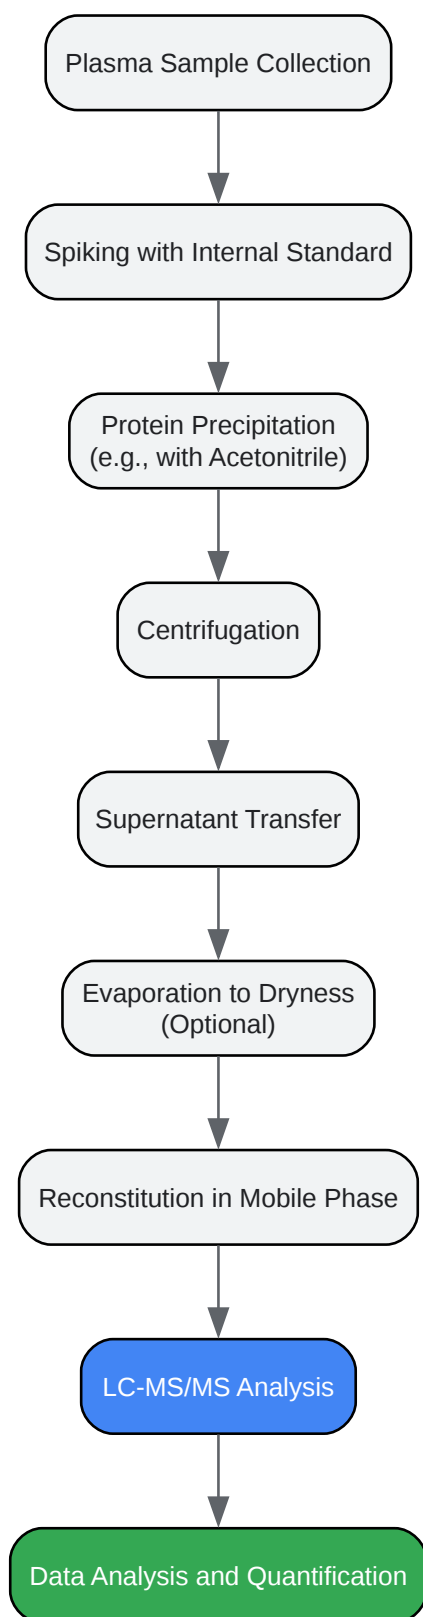 Plasma Sample Collection
Spiking with Internal Standard
Protein Precipitation
(e.g., with Acetonitrile)
Centrifugation
Supernatant Transfer
Evaporation to Dryness
(Optional)
Reconstitution in Mobile Phase
LC-MS/MS Analysis
Data Analysis and Quantification